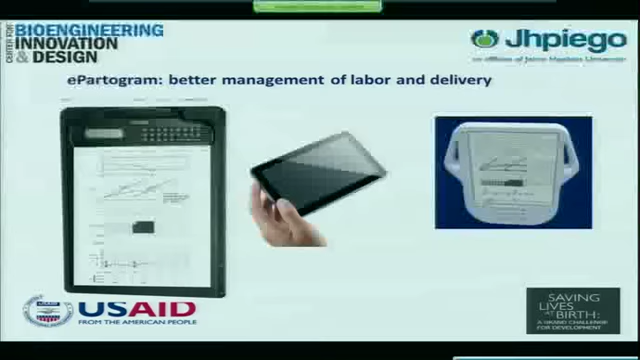 CENTER FOR
BIOENGINEERING
INNOVATION
& DESIGN
Jhpiego
an affiliate of Johns Hopkins University
ePartogram: better management of labor and delivery
USAID
FROM THE AMERICAN PEOPLE
USAID
SAVING
LIVES
AT BIRTH:
A GRAND CHALLENGE
FOR DEVELOPMENT